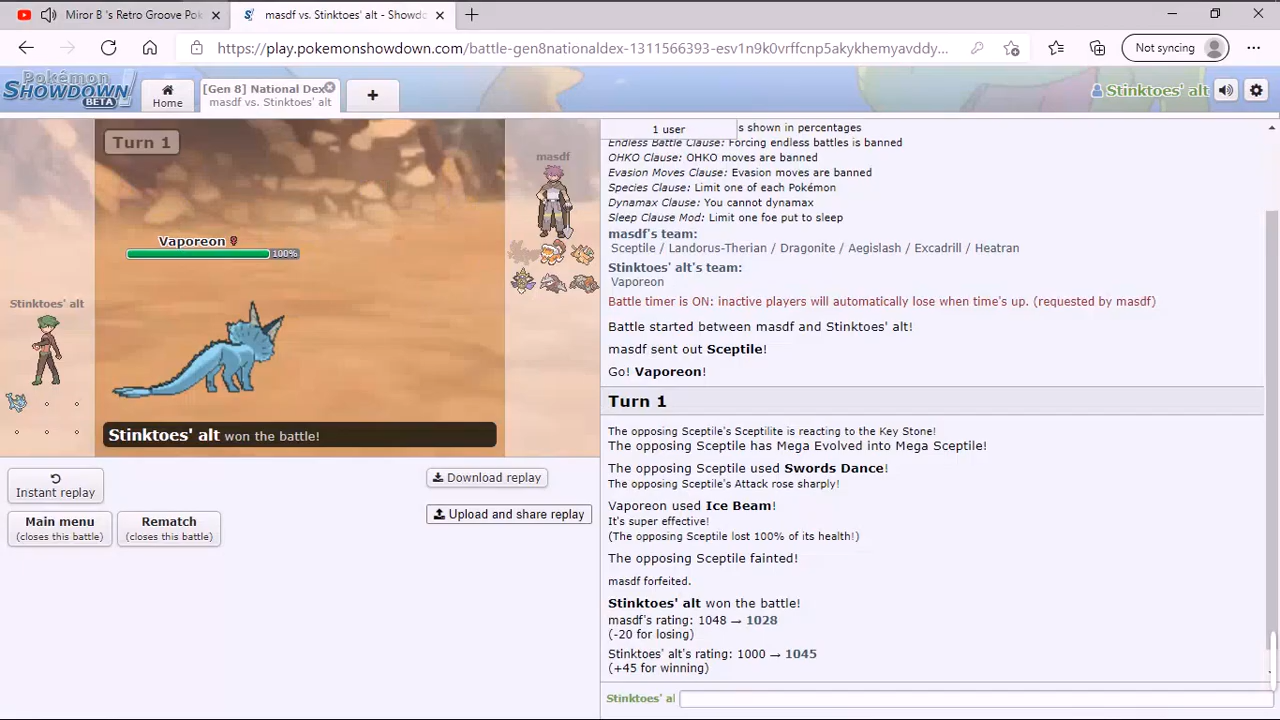 Miror B 's Retro Groove Pok
masdf vs. Stinktoes' alt - Showdo
https://play.pokemonshowdown.com/battle-gen8nationaldex-1311566393-esv1n9k0vrffcnp5akykhemyavddy...
Not syncing
Pokémon
SHOWDOWN
BETA
Home
[Gen 8] National Dex
masdf vs. Stinktoes' alt
Stinktoes' alt
Turn 1
masdf
Vaporeon
100%
Stinktoes' alt
Stinktoes' alt won the battle!
Instant replay
Download replay
Upload and share replay
Main menu
(closes this battle)
Rematch
(closes this battle)
1 user
s shown in percentages
Endless Battle Clause: Forcing endless battles is banned
OHKO Clause: OHKO moves are banned
Evasion Moves Clause: Evasion moves are banned
Species Clause: Limit one of each Pokémon
Dynamax Clause: You cannot dynamax
Sleep Clause Mod: Limit one foe put to sleep
masdf's team:
Sceptile / Landorus-Therian / Dragonite / Aegislash / Excadrill / Heatran
Stinktoes' alt's team:
Vaporeon
Battle timer is ON: inactive players will automatically lose when time's up. (requested by masdf)
Battle started between masdf and Stinktoes' alt!
masdf sent out Sceptile!
Go! Vaporeon!
Turn 1
The opposing Sceptile's Sceptilite is reacting to the Key Stone!
The opposing Sceptile has Mega Evolved into Mega Sceptile!
The opposing Sceptile used Swords Dance!
The opposing Sceptile's Attack rose sharply!
Vaporeon used Ice Beam!
It's super effective!
(The opposing Sceptile lost 100% of its health!)
The opposing Sceptile fainted!
masdf forfeited.
Stinktoes' alt won the battle!
masdf's rating: 1048 → 1028
(-20 for losing)
Stinktoes' alt's rating: 1000 → 1045
(+45 for winning)
Stinktoes' al